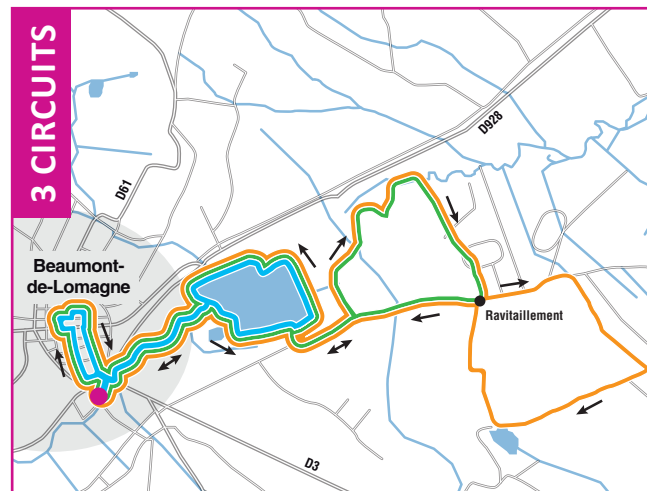 3 CIRCUITS
D928
D61
Beaumont-
de-Lomagne
Ravitaillement
D3